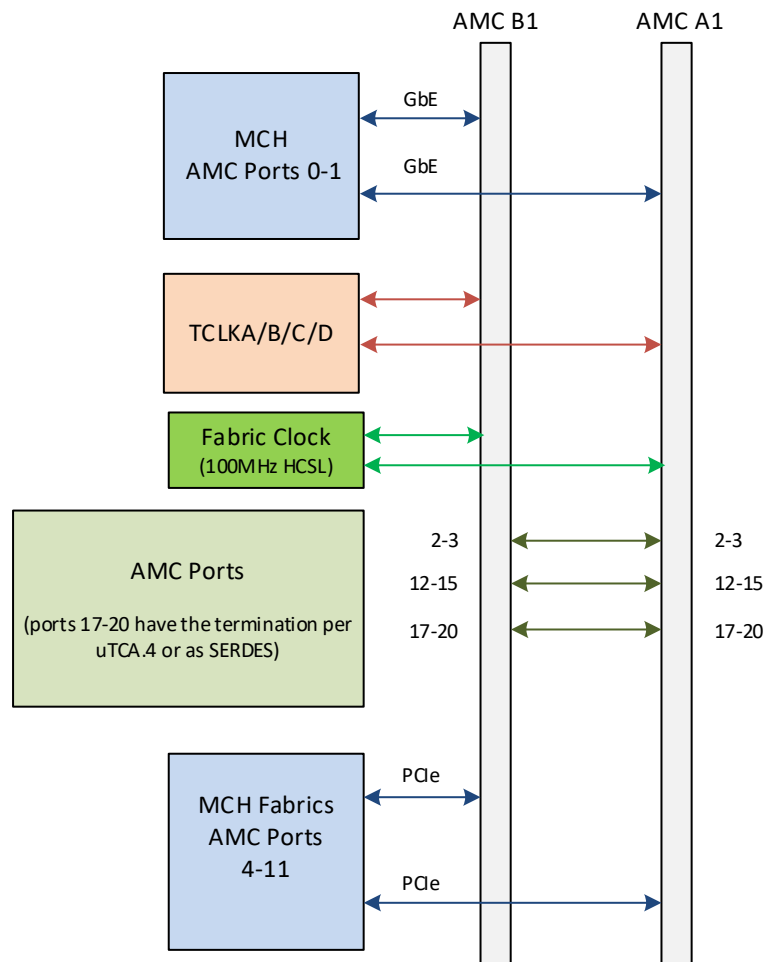 AMC B1
AMC A1
GbE
MCH
AMC Ports 0-1
GbE
TCLKA/B/C/D
Fabric Clock
(100MHz HCSL)
AMC Ports
(ports 17-20 have the termination per
uTCA.4 or as SERDES)
2-3
2-3
12-15
12-15
17-20
17-20
PCIe
MCH Fabrics
AMC Ports
4-11
PCIe